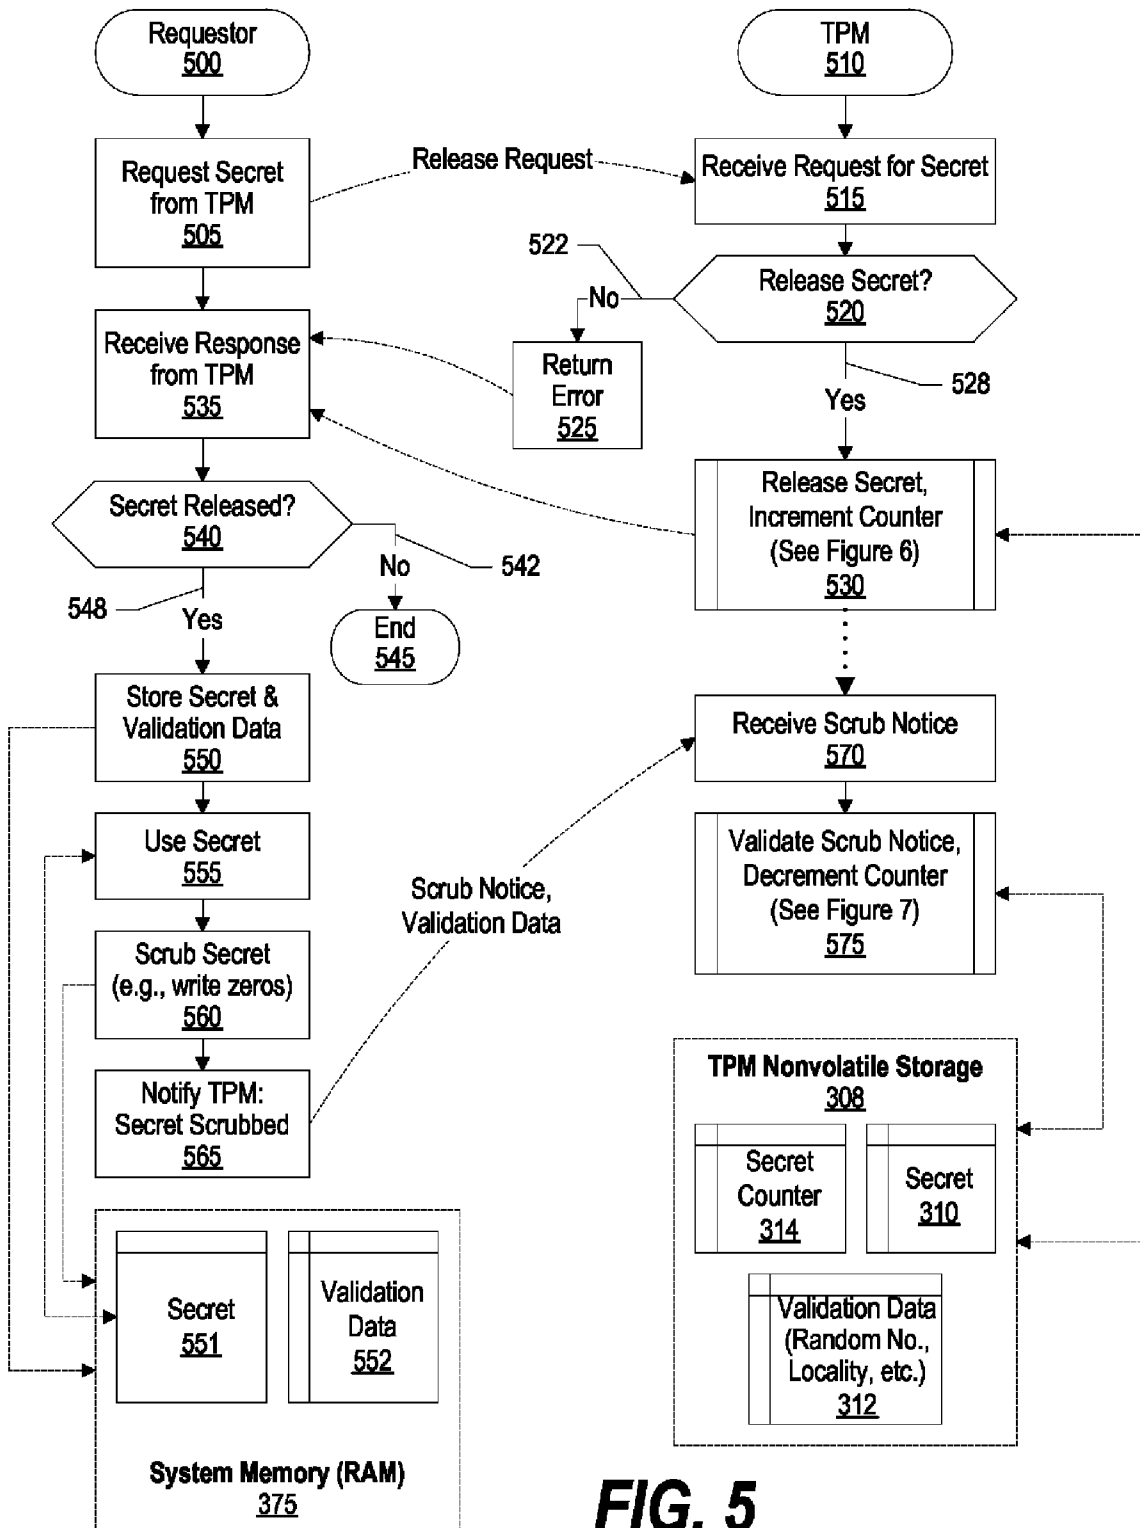 Requestor
500
TPM
510
Request Secret
from TPM
505
Release Request
Receive Request for Secret
515
522
No
Release Secret?
520
Receive Response
from TPM
535
Return
Error
525
528
Yes
Secret Released?
540
542
No
548
Yes
End
545
Release Secret,
Increment Counter
(See Figure 6)
530
Store Secret &
Validation Data
550
Receive Scrub Notice
570
Use Secret
555
Validate Scrub Notice,
Decrement Counter
(See Figure 7)
575
Scrub Notice,
Validation Data
Scrub Secret
(e.g., write zeros)
560
Notify TPM:
Secret Scrubbed
565
TPM Nonvolatile Storage
308
Secret
Counter
314
Secret
310
Validation Data
(Random No.,
Locality, etc.)
312
Secret
551
Validation
Data
552
System Memory (RAM)
375
FIG. 5